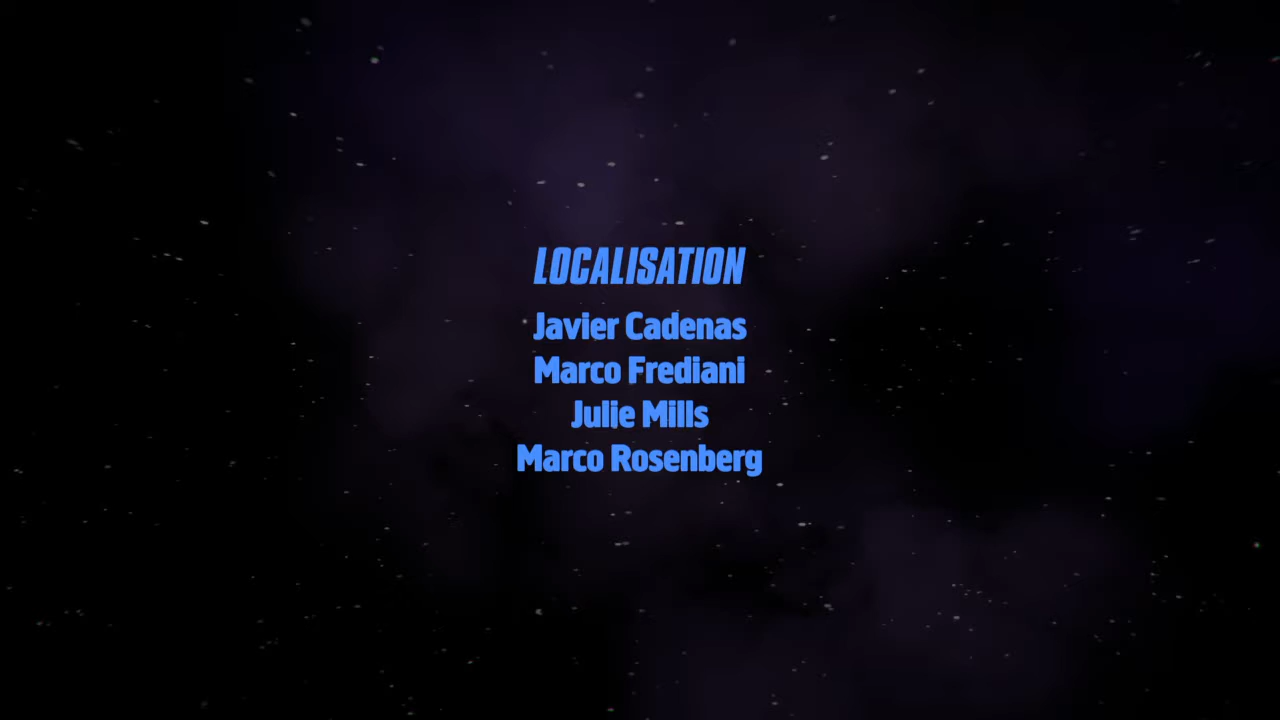 LOCALISATION
Javier Cadenas
Marco Frediani
Julie Mills
Marco Rosenberg